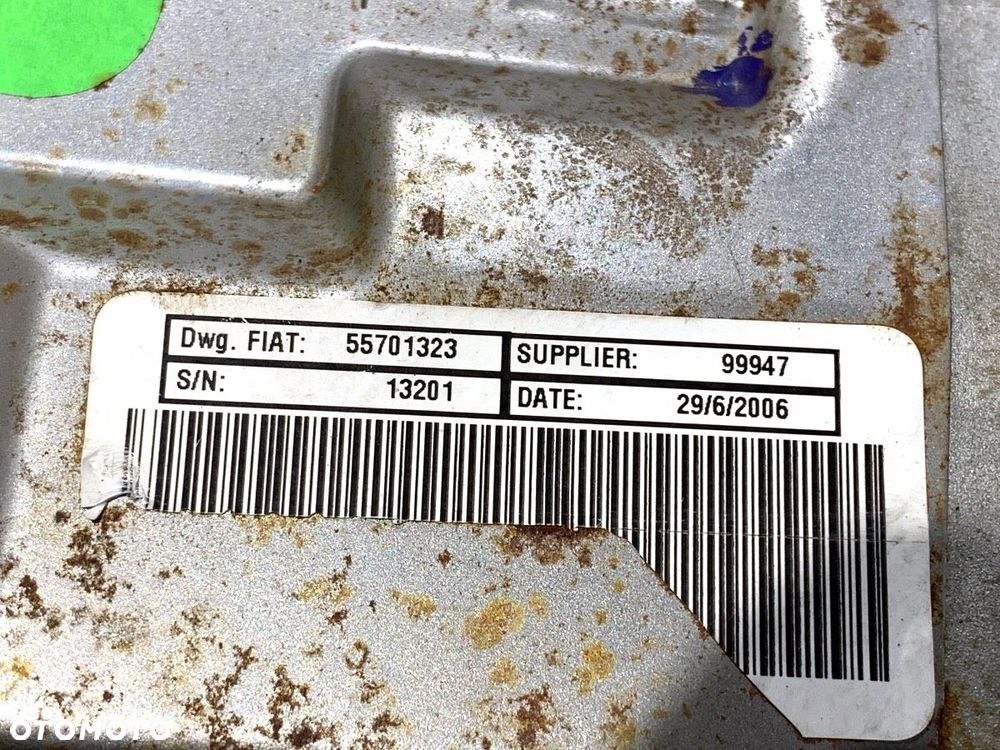 Dwg. FIAT: 55701323 SUPPLIER: 99947
S/N: 13201 DATE: 29/6/2006
OTOMOTO